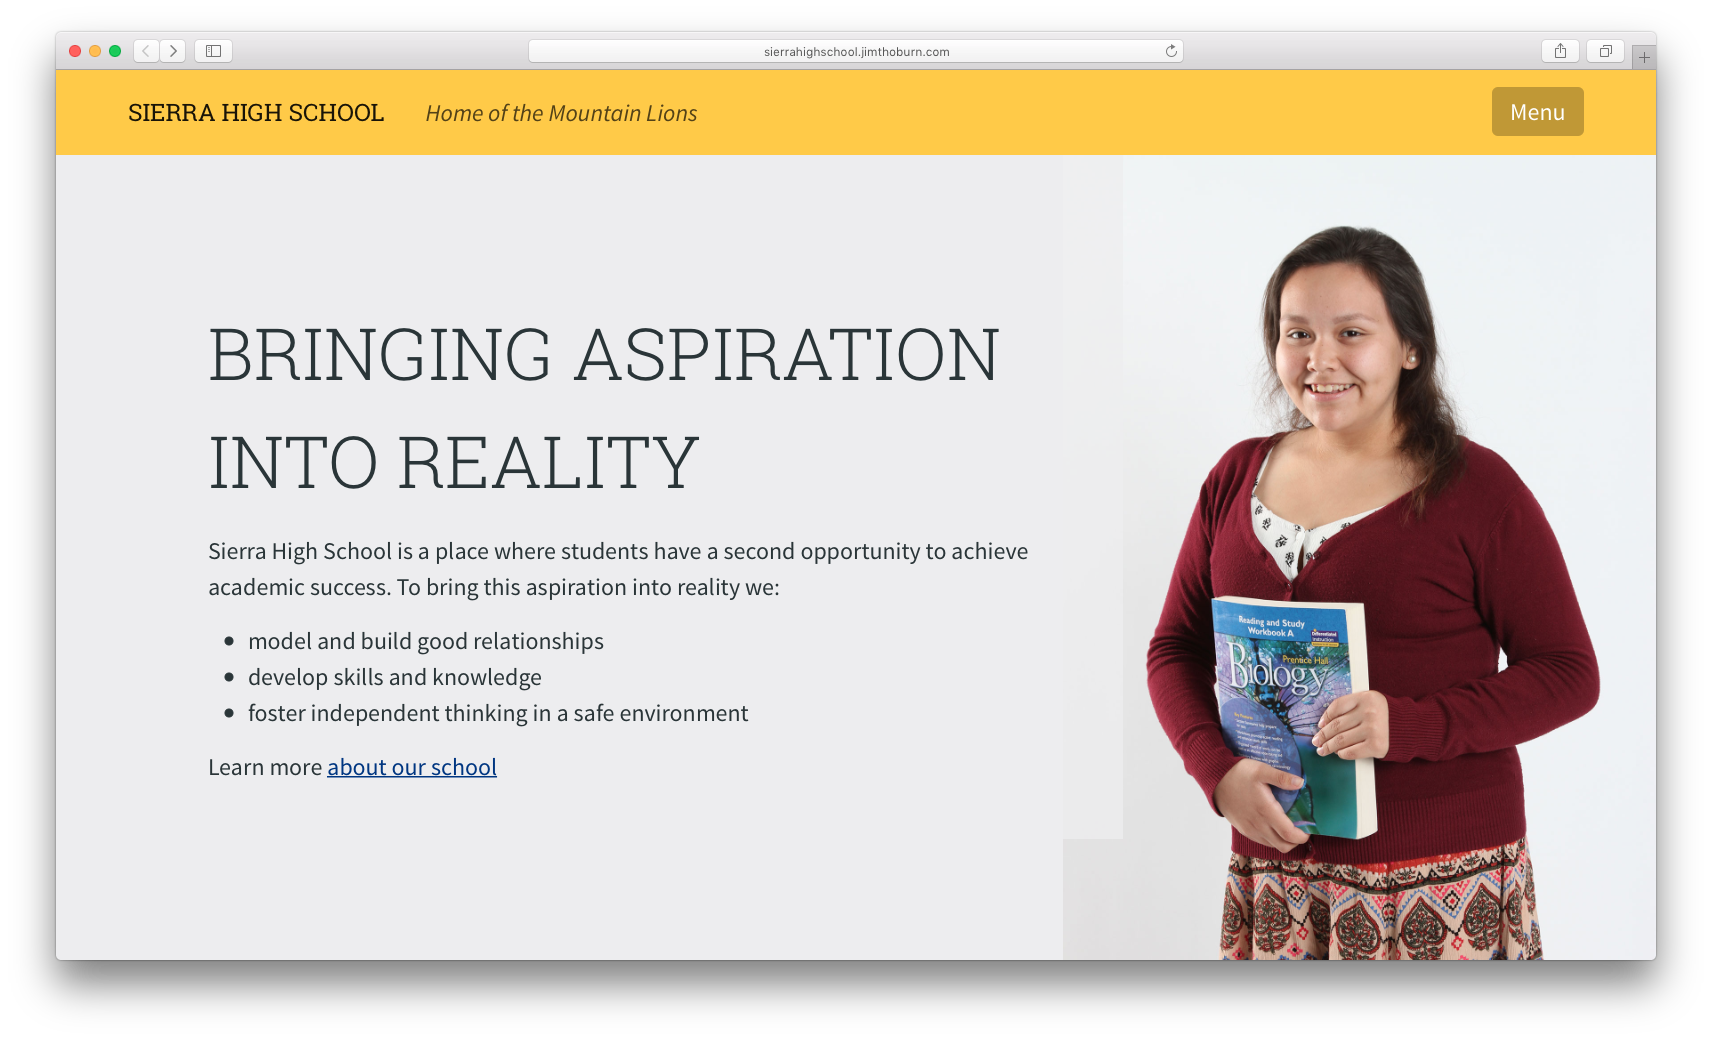 sierrahighschool.jimthoburn.com
SIERRA HIGH SCHOOL
Home of the Mountain Lions
Menu
BRINGING ASPIRATION
INTO REALITY
Sierra High School is a place where students have a second opportunity to achieve
academic success. To bring this aspiration into reality we:
• model and build good relationships
• develop skills and knowledge
• foster independent thinking in a safe environment
Learn more about our school
Reading and Study
Workbook A
Differentiated
Instruction
Prentice Hall
Biology